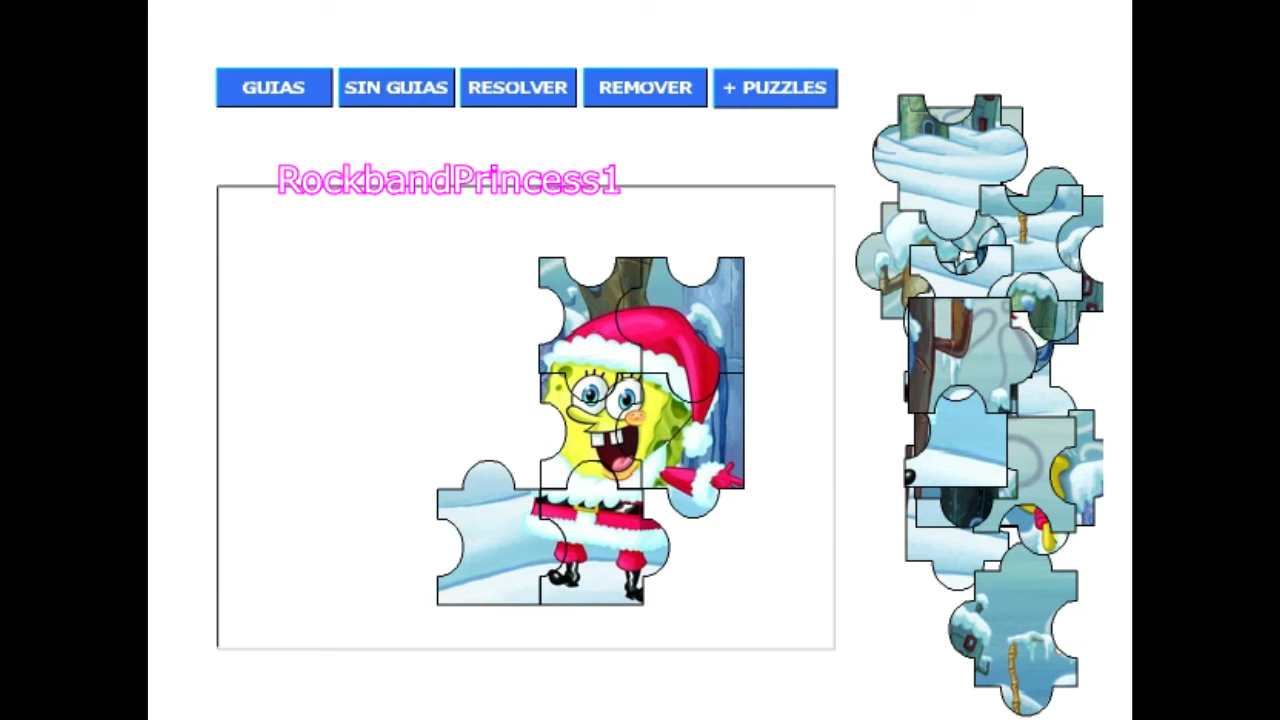 GUIAS
SIN GUIAS
RESOLVER
REMOVER
+ PUZZLES
RockbandPrincess1